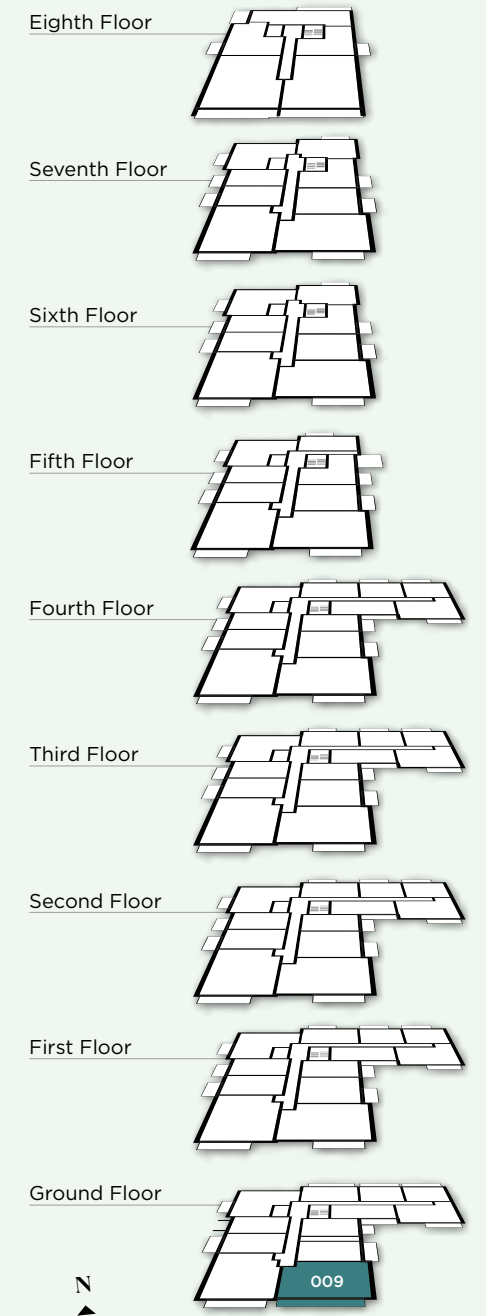 Eighth Floor
Seventh Floor
Sixth Floor
Fifth Floor
Fourth Floor
Third Floor
Second Floor
First Floor
Ground Floor
009
N